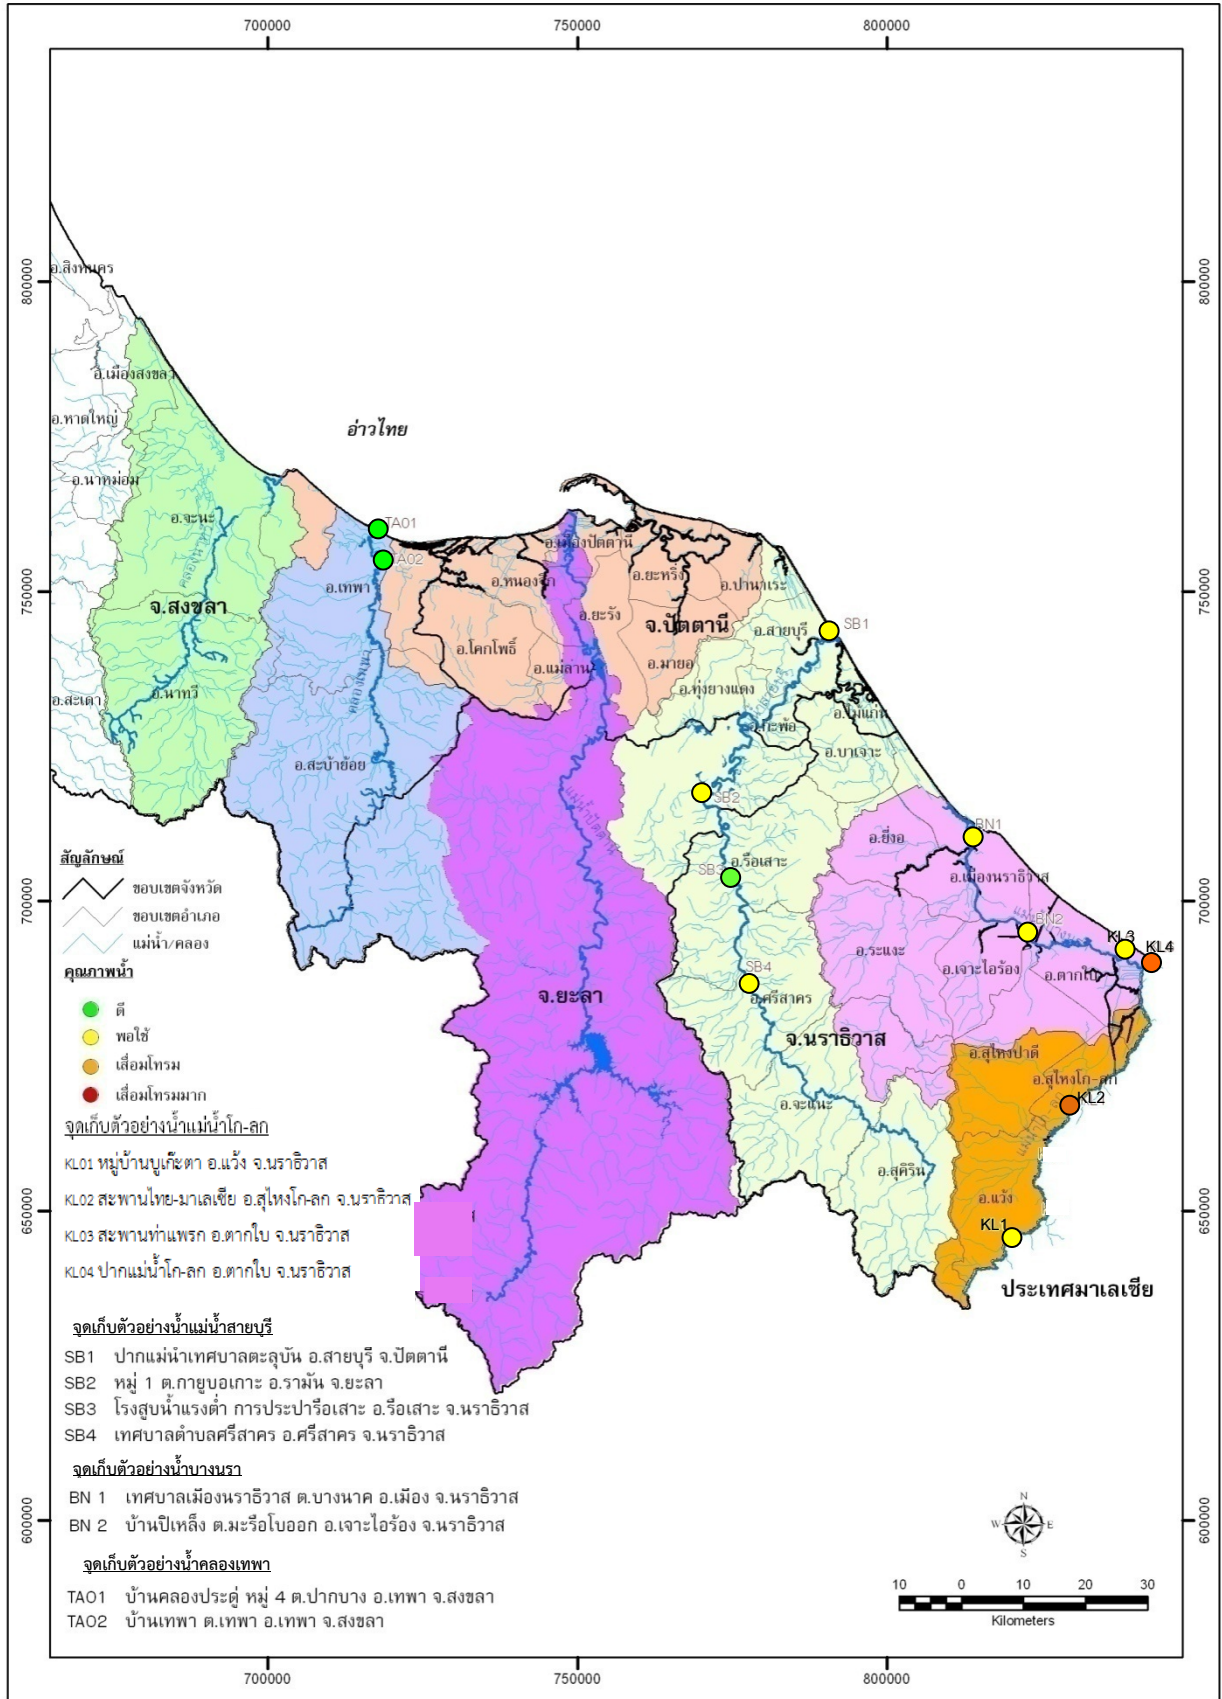 700000 750000 800000
800000 800000
อ.สิงหนคร
อ.เมืองสงขลา
อ.หาดใหญ่
อ่าวไทย
อ.นาหม่อม
อ.จะนะ
TA01
TA02
อ.เมืองปัตตานี
อ.หนองจิก
อ.ยะหริ่ง
อ.ปานาเระ
อ.เทพา
750000 750000
จ.สงขลา
อ.ยะรัง
จ.ปัตตานี
SB1
อ.สายบุรี
อ.โคกโพธิ์
อ.แม่ลาน
อ.มายอ
อ.ทุ่งยางแดง
อ.สะเดา
อ.นาทวี
คลองเทพา
อ.กะพ้อ
อ.ไม้แก่น
อ.บาเจาะ
อ.สะบ้าย้อย
SB2
แม่น้ำปัตตานี
BN1
อ.ยี่งอ
สัญลักษณ์
ขอบเขตจังหวัด
ขอบเขตอำเภอ
แม่น้ำ/คลอง
SB3
อ.รือเสาะ
อ.เมืองนราธิวาส
700000 700000
BN2
KL3
KL4
อ.ระแงะ
อ.เจาะไอร้อง
อ.ตากใบ
SB4
อ.ศรีสาคร
จ.ยะลา
จ.นราธิวาส
คุณภาพน้ำ
ดี
พอใช้
เสื่อมโทรม
เสื่อมโทรมมาก
อ.สุไหงปาดี
อ.สุไหงโก-ลก
KL2
อ.จะแนะ
อ.สุคิริน
อ.แว้ง
KL1
650000 650000
ประเทศมาเลเซีย
จุดเก็บตัวอย่างน้ำแม่น้ำโก-ลก
KL01 หมู่บ้านบูเก๊ะตา อ.แว้ง จ.นราธิวาส
KL02 สะพานไทย-มาเลเซีย อ.สุไหงโก-ลก จ.นราธิวาส
KL03 สะพานท่าแพรก อ.ตากใบ จ.นราธิวาส
KL04 ปากแม่น้ำโก-ลก อ.ตากใบ จ.นราธิวาส
จุดเก็บตัวอย่างน้ำแม่น้ำสายบุรี
SB1 ปากแม่นำเทศบาลตะลุบัน อ.สายบุรี จ.ปัตตานี
SB2 หมู่ 1 ต.กายูบอเกาะ อ.รามัน จ.ยะลา
SB3 โรงสูบน้ำแรงต่ำ การประปารือเสาะ อ.รือเสาะ จ.นราธิวาส
SB4 เทศบาลตำบลศรีสาคร อ.ศรีสาคร จ.นราธิวาส
จุดเก็บตัวอย่างน้ำบางนรา
BN 1 เทศบาลเมืองนราธิวาส ต.บางนาค อ.เมือง จ.นราธิวาส
BN 2 บ้านปิเหล็ง ต.มะรือโบออก อ.เจาะไอร้อง จ.นราธิวาส
600000 600000
จุดเก็บตัวอย่างน้ำคลองเทพา
TA01 บ้านคลองประดู่ หมู่ 4 ต.ปากบาง อ.เทพา จ.สงขลา
TA02 บ้านเทพา ต.เทพา อ.เทพา จ.สงขลา
N
W E
S
10 0 10 20 30
Kilometers
700000 750000 800000